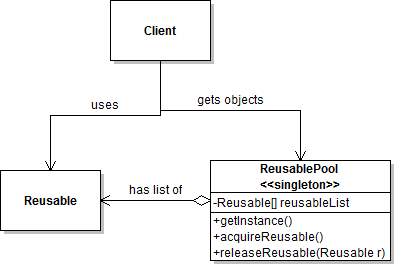 Client
uses
gets objects
Reusable
has list of
ReusablePool
<<singleton>>
-Reusable[] reusableList
+getInstance()
+acquireReusable()
+releaseReusable(Reusable r)